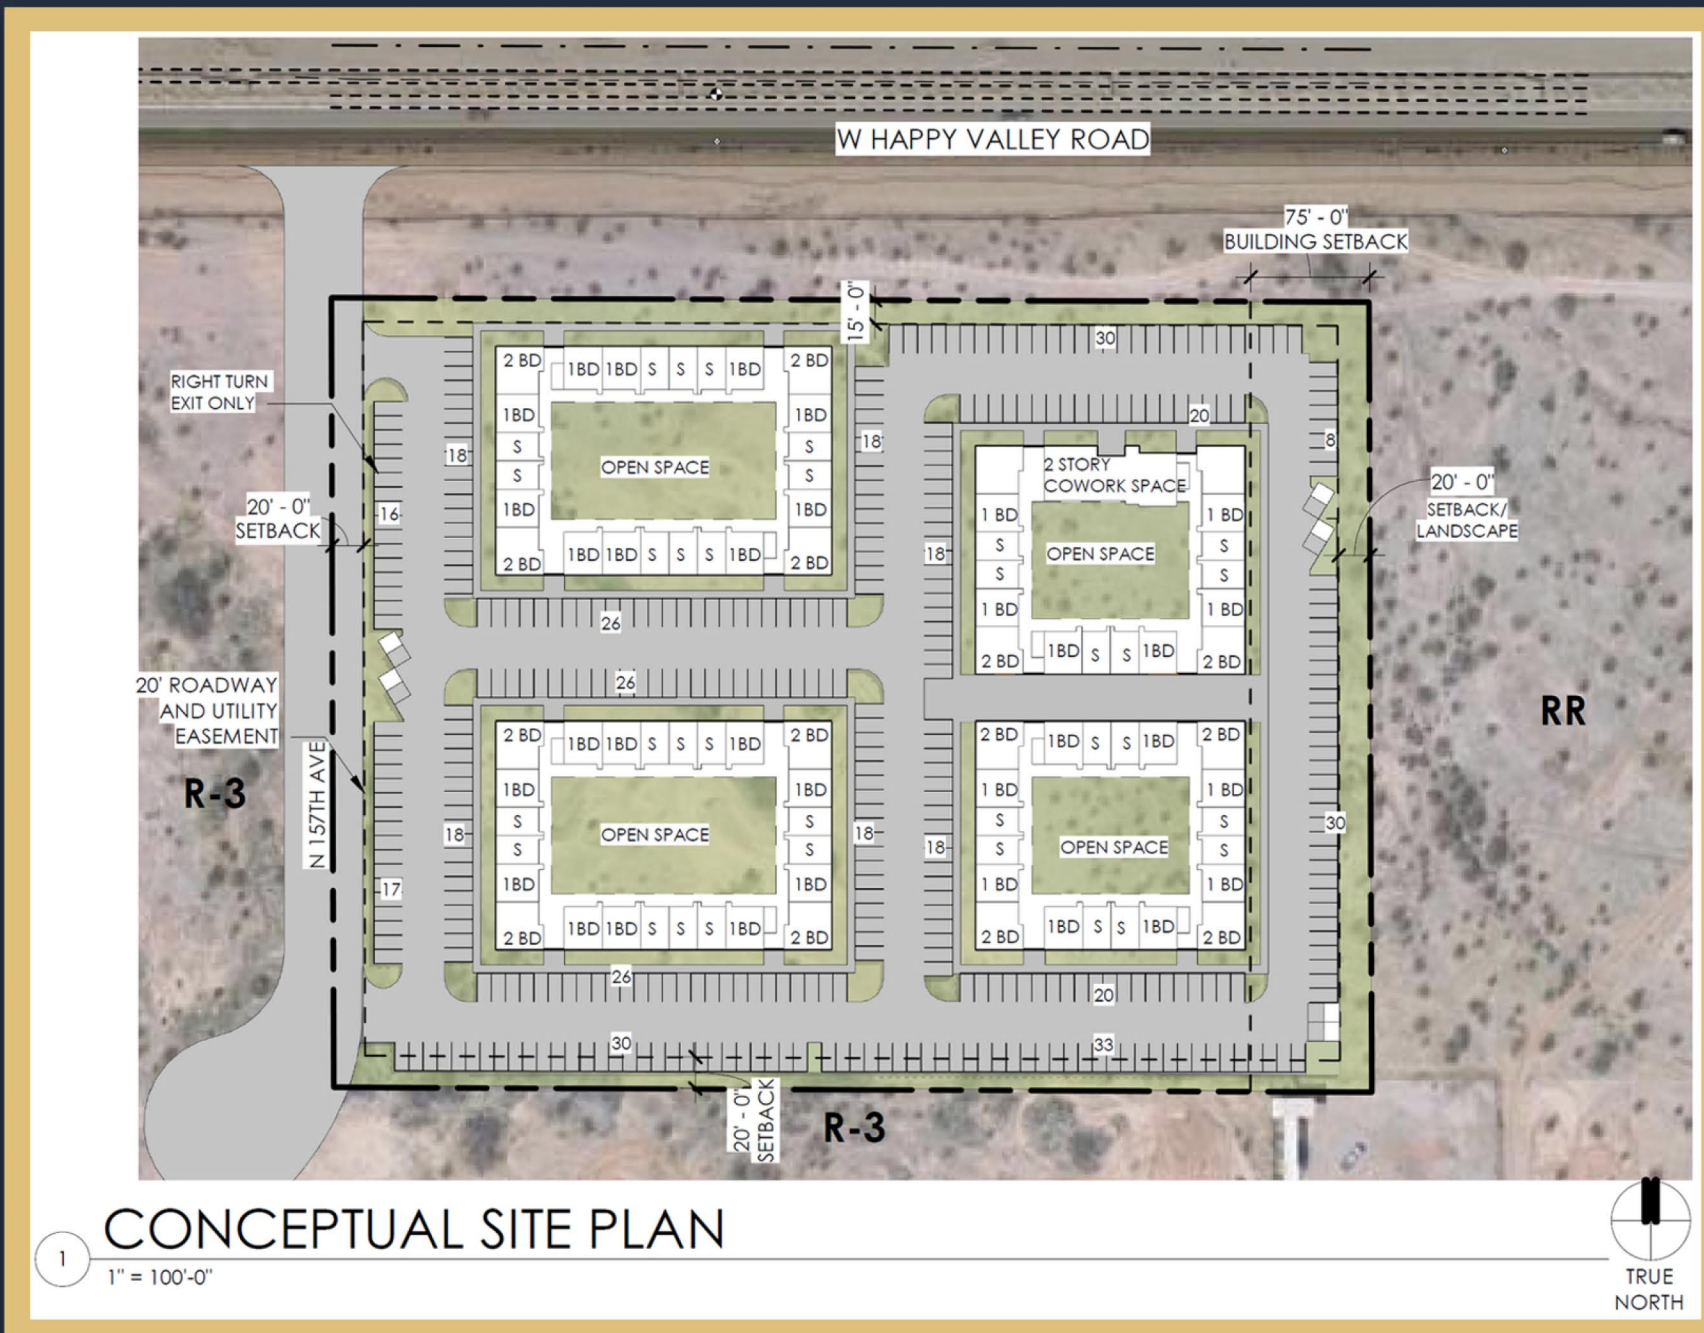 W HAPPY VALLEY ROAD
75' - 0"
BUILDING SETBACK
15' - 0"
30
2 BD
1BD
1BD
S
S
S
1BD
2 BD
RIGHT TURN
EXIT ONLY
1BD
1BD
20
8
S
S
18
18
OPEN SPACE
2 STORY
COWORK SPACE
S
S
20' - 0"
SETBACK/
LANDSCAPE
20' - 0"
SETBACK
16
1BD
1BD
1 BD
1 BD
S
S
18
OPEN SPACE
2 BD
1BD
1BD
S
S
S
1BD
2 BD
S
S
1 BD
1 BD
26
2 BD
1BD
S
S
1BD
2 BD
20' ROADWAY
AND UTILITY
EASEMENT
26
RR
2 BD
1BD
1BD
S
S
S
1BD
2 BD
2 BD
1BD
S
S
1BD
2 BD
R-3
N 157TH AVE
1BD
1BD
1 BD
1 BD
S
S
S
S
30
18
OPEN SPACE
18
18
OPEN SPACE
S
S
S
S
17
1BD
1BD
1 BD
1 BD
2 BD
1BD
1BD
S
S
S
1BD
2 BD
2 BD
1BD
S
S
1BD
2 BD
26
20
30
33
20' - 0"
SETBACK
R-3
1
CONCEPTUAL SITE PLAN
1" = 100'-0"
TRUE
NORTH